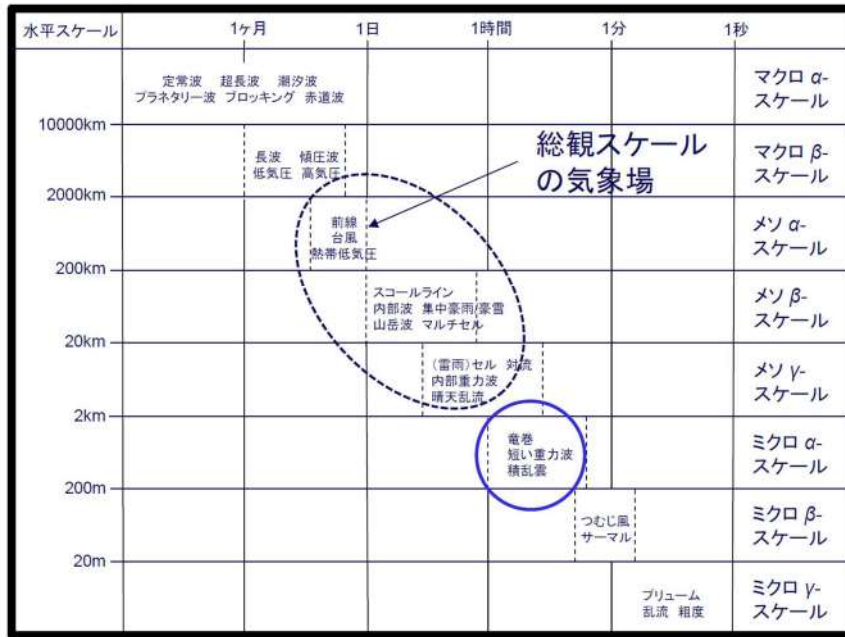 水平スケール 1ヶ月 1日 1時間 1分 1秒
定常波 超長波 潮汐波
プラネタリー波 ブロッキング 赤道波
マクロ α-
スケール
10000km
長波 傾圧波
低気圧 高気圧
総観スケール
の気象場
マクロ β-
スケール
2000km
前線
台風
熱帯低気圧
メソ α-
スケール
200km
スコールライン
内部波 集中豪雨/豪雪
山岳波 マルチセル
メソ β-
スケール
20km
(雷雨)セル 対流
内部重力波
晴天乱流
メソ γ-
スケール
2km
竜巻
短い重力波
積乱雲
ミクロ α-
スケール
200m
つむじ風
サーマル
ミクロ β-
スケール
20m
プリューム
乱流 粗度
ミクロ γ-
スケール